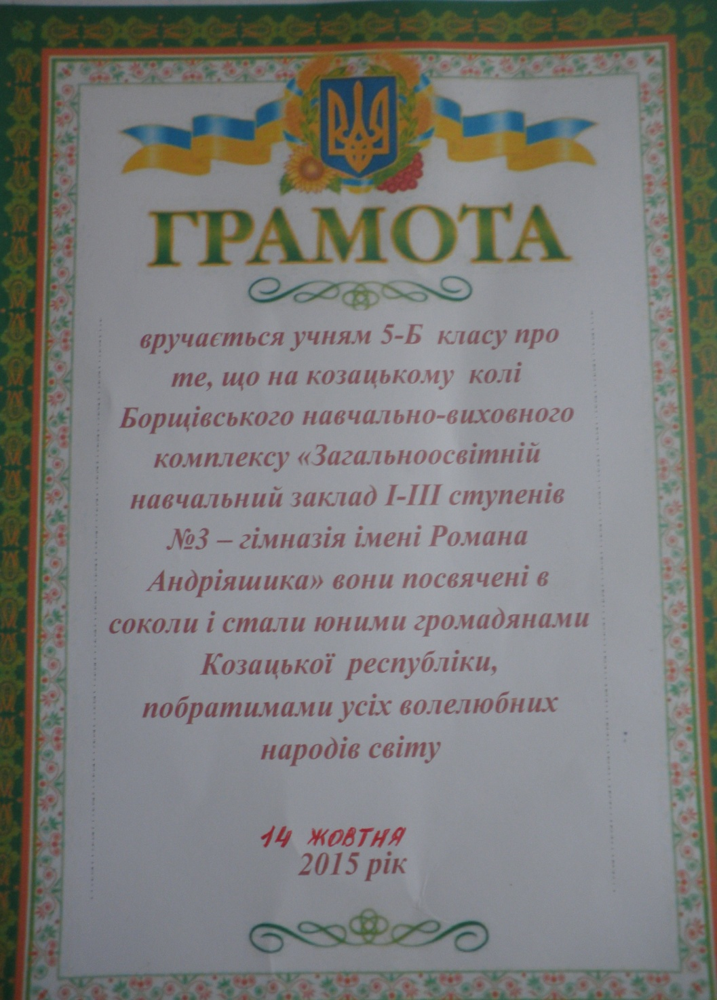 ГРАМОТА
вручається учням 5-Б класу про
те, що на козацькому колі
Борщівського навчально-виховного
комплексу «Загальноосвітній
навчальний заклад І-ІІІ ступенів
№3 – гімназія імені Романа
Андріяшика» вони посвячені в
соколи і стали юними громадянами
Козацької республіки,
побратимами усіх волелюбних
народів світу
14 жовтня
2015 рік